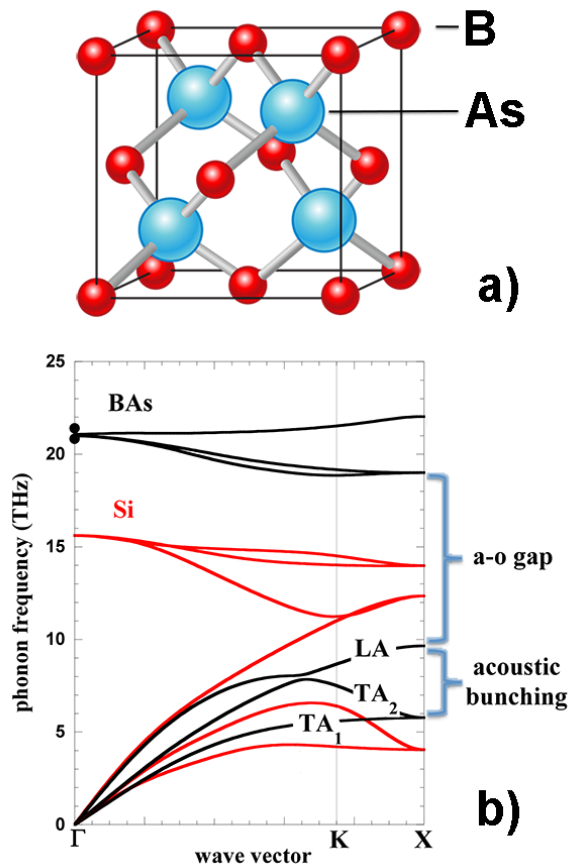 B
As
a)
25
20
15
10
5
0
phonon frequency (THz)
BAs
Si
a-o gap
LA
TA2
TA1
acoustic
bunching
Γ
K
X
wave vector
b)